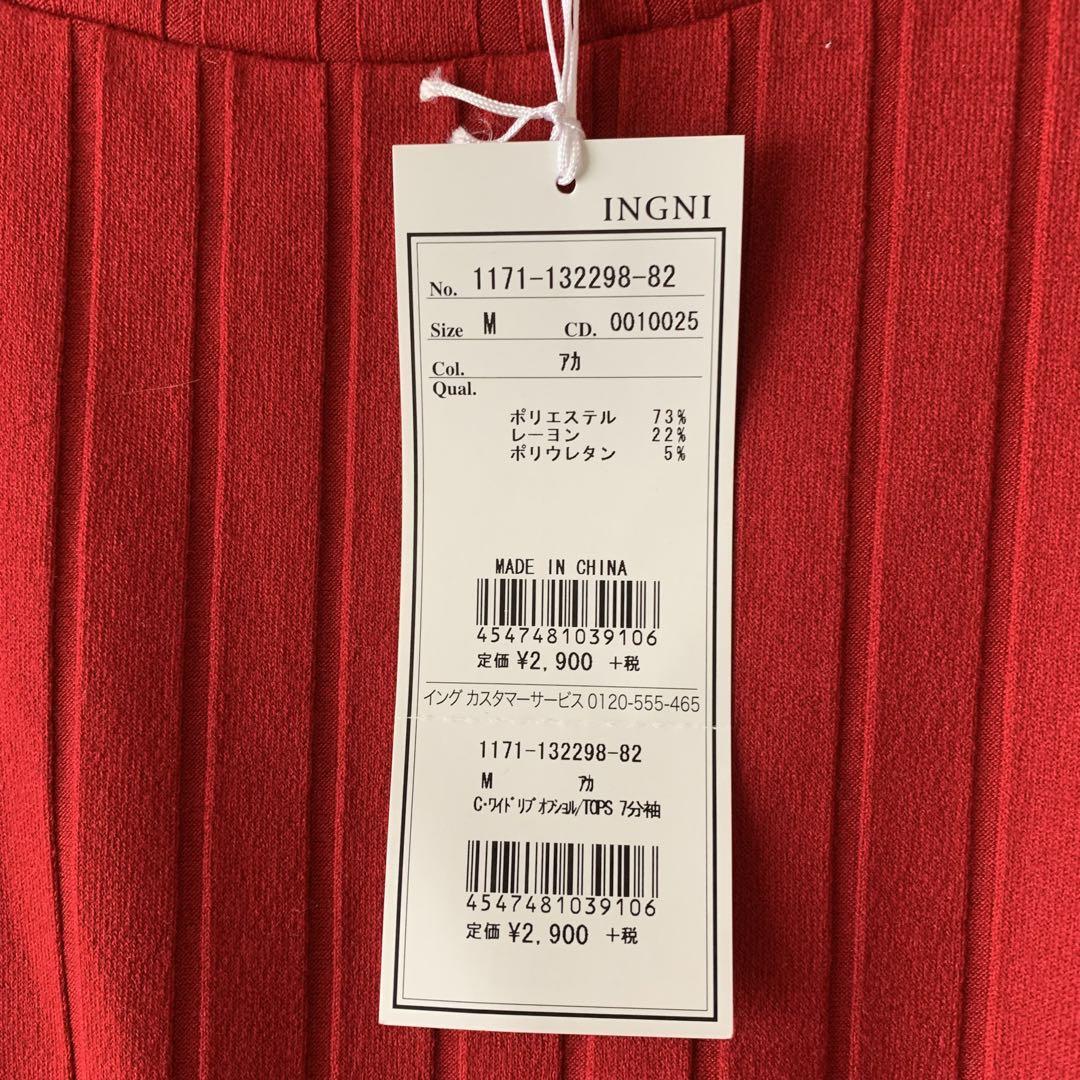 INGNI
No. 1171-132298-82
Size M CD. 0010025
Col. アカ
Qual.
ポリエステル 73%
レーヨン 22%
ポリウレタン 5%
MADE IN CHINA
4547481039106
定価 ¥2,900 +税
イング カスタマーサービス 0120-555-465
1171-132298-82
M アカ
C・ワイドリブオフショル/TOPS 7分袖
4547481039106
定価 ¥2,900 +税